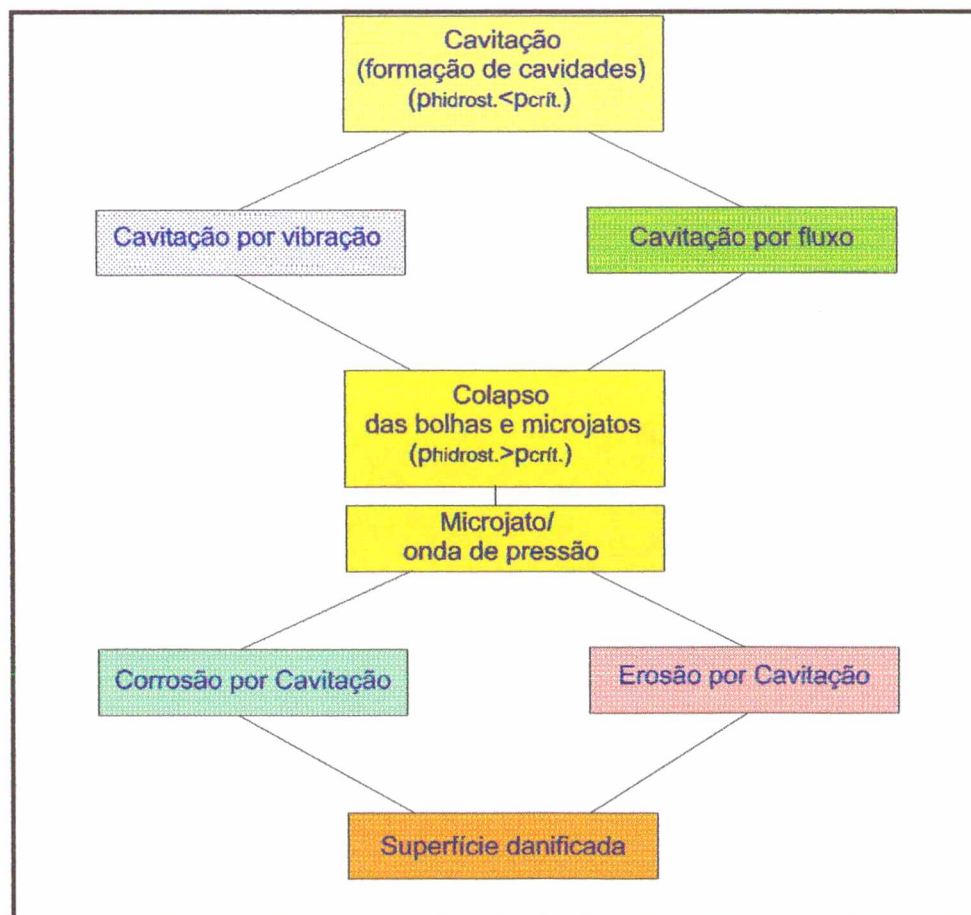 Cavitação
(formação de cavidades)
(phidrost.<pcrít.)
Cavitação por vibração
Cavitação por fluxo
Colapso
das bolhas e microjatos
(phidrost.>pcrít.)
Microjato/
onda de pressão
Corrosão por Cavitação
Erosão por Cavitação
Superfície danificada